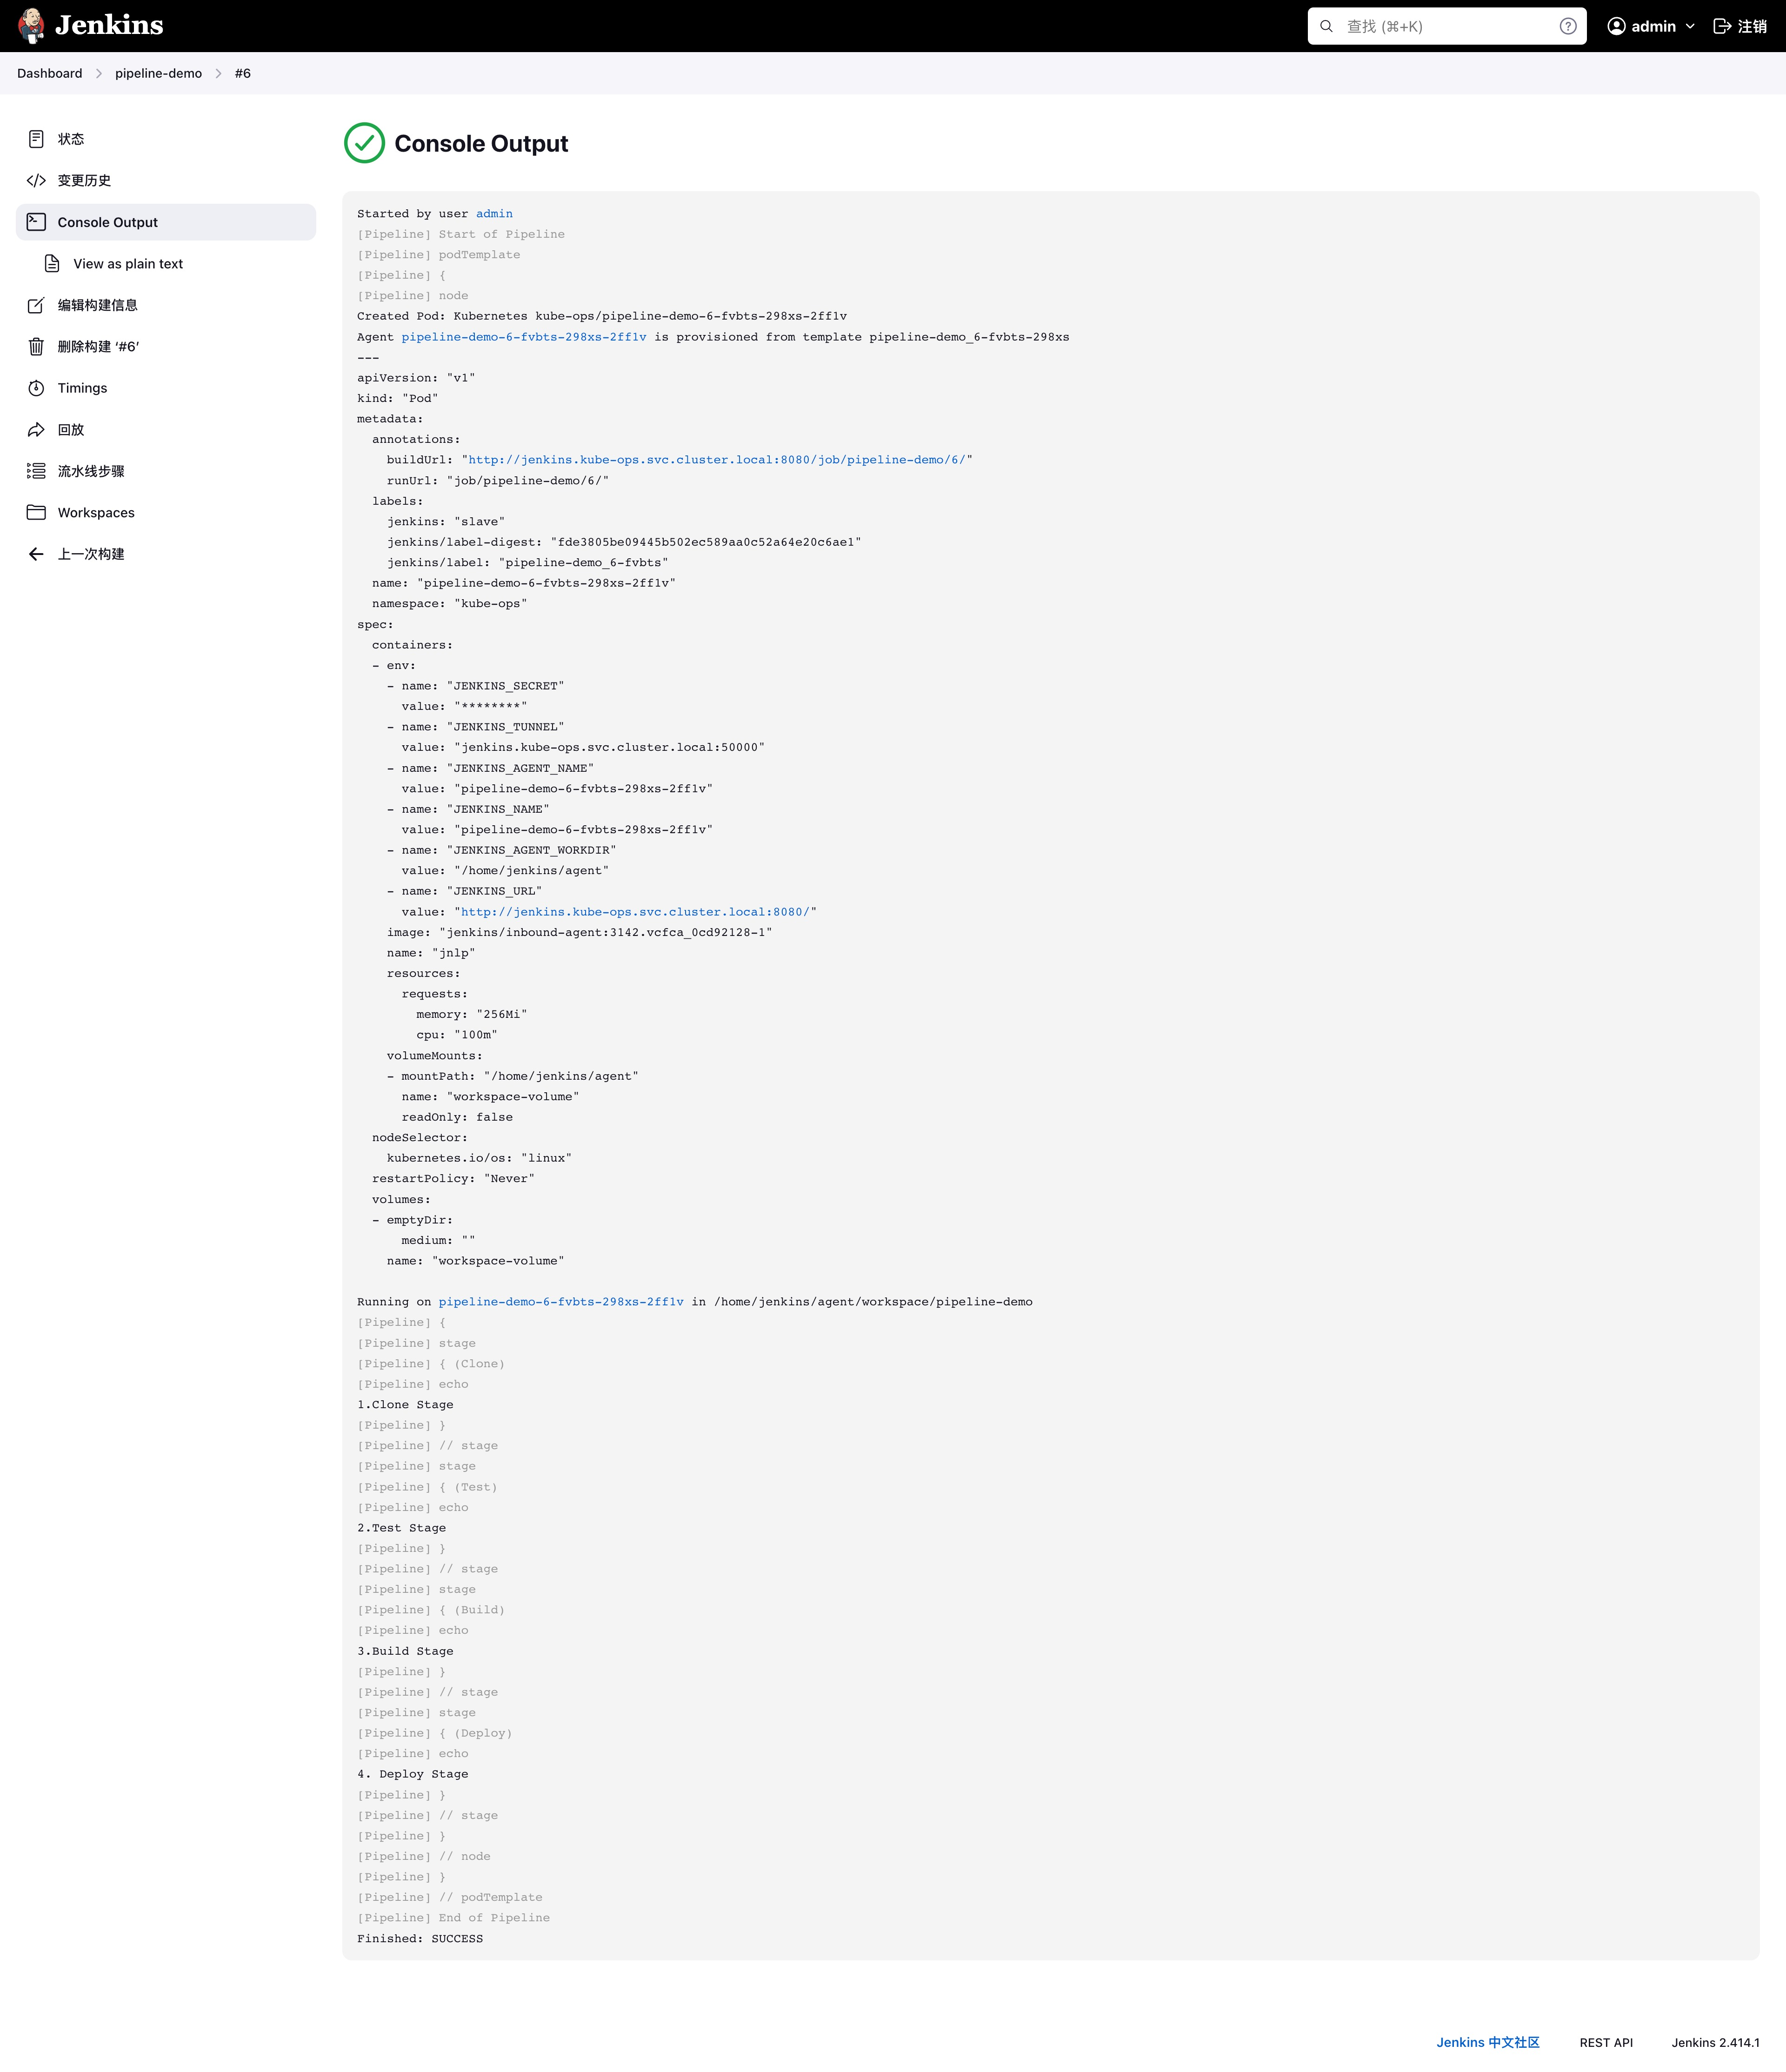 Jenkins
查找 (⌘+K)
admin
注销
Dashboard
pipeline-demo
#6
状态
变更历史
Console Output
View as plain text
编辑构建信息
删除构建 ‘#6’
Timings
回放
流水线步骤
Workspaces
上一次构建
Console Output
Started by user admin
[Pipeline] Start of Pipeline
[Pipeline] podTemplate
[Pipeline] {
[Pipeline] node
Created Pod: Kubernetes kube-ops/pipeline-demo-6-fvbts-298xs-2ff1v
Agent pipeline-demo-6-fvbts-298xs-2ff1v is provisioned from template pipeline-demo_6-fvbts-298xs
---
apiVersion: "v1"
kind: "Pod"
metadata:
  annotations:
    buildUrl: "http://jenkins.kube-ops.svc.cluster.local:8080/job/pipeline-demo/6/"
    runUrl: "job/pipeline-demo/6/"
  labels:
    jenkins: "slave"
    jenkins/label-digest: "fde3805be09445b502ec589aa0c52a64e20c6ae1"
    jenkins/label: "pipeline-demo_6-fvbts"
  name: "pipeline-demo-6-fvbts-298xs-2ff1v"
  namespace: "kube-ops"
spec:
  containers:
  - env:
    - name: "JENKINS_SECRET"
      value: "********"
    - name: "JENKINS_TUNNEL"
      value: "jenkins.kube-ops.svc.cluster.local:50000"
    - name: "JENKINS_AGENT_NAME"
      value: "pipeline-demo-6-fvbts-298xs-2ff1v"
    - name: "JENKINS_NAME"
      value: "pipeline-demo-6-fvbts-298xs-2ff1v"
    - name: "JENKINS_AGENT_WORKDIR"
      value: "/home/jenkins/agent"
    - name: "JENKINS_URL"
      value: "http://jenkins.kube-ops.svc.cluster.local:8080/"
    image: "jenkins/inbound-agent:3142.vcfca_0cd92128-1"
    name: "jnlp"
    resources:
      requests:
        memory: "256Mi"
        cpu: "100m"
    volumeMounts:
    - mountPath: "/home/jenkins/agent"
      name: "workspace-volume"
      readOnly: false
  nodeSelector:
    kubernetes.io/os: "linux"
  restartPolicy: "Never"
  volumes:
  - emptyDir:
      medium: ""
    name: "workspace-volume"
Running on pipeline-demo-6-fvbts-298xs-2ff1v in /home/jenkins/agent/workspace/pipeline-demo
[Pipeline] {
[Pipeline] stage
[Pipeline] { (Clone)
[Pipeline] echo
1.Clone Stage
[Pipeline] }
[Pipeline] // stage
[Pipeline] stage
[Pipeline] { (Test)
[Pipeline] echo
2.Test Stage
[Pipeline] }
[Pipeline] // stage
[Pipeline] stage
[Pipeline] { (Build)
[Pipeline] echo
3.Build Stage
[Pipeline] }
[Pipeline] // stage
[Pipeline] stage
[Pipeline] { (Deploy)
[Pipeline] echo
4. Deploy Stage
[Pipeline] }
[Pipeline] // stage
[Pipeline] }
[Pipeline] // node
[Pipeline] }
[Pipeline] // podTemplate
[Pipeline] End of Pipeline
Finished: SUCCESS
Jenkins 中文社区
REST API
Jenkins 2.414.1